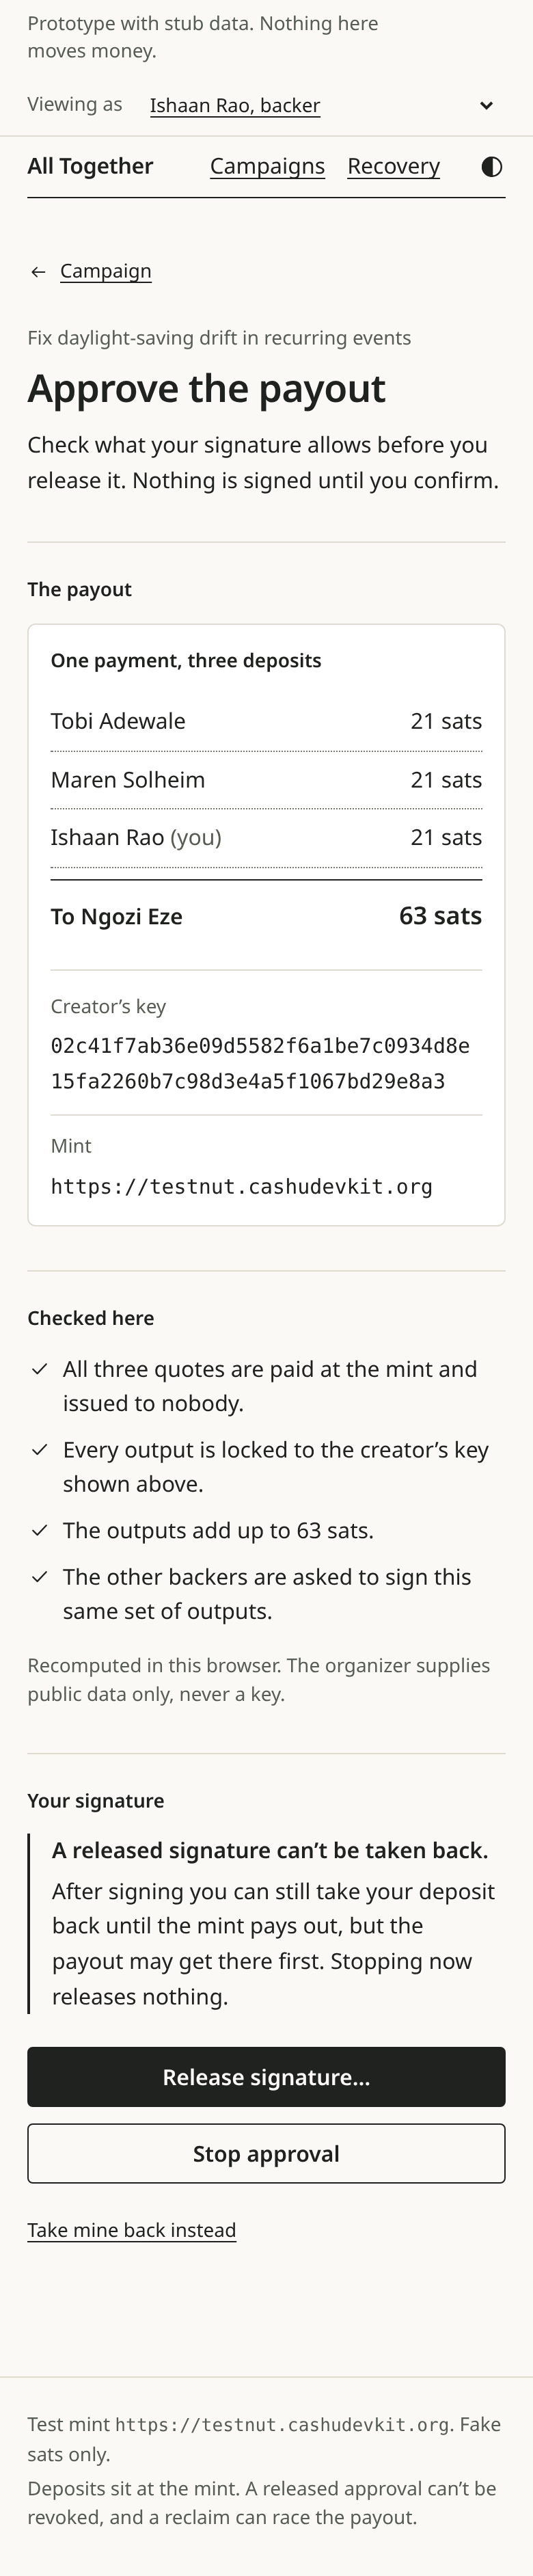 Prototype with stub data. Nothing here
moves money.
Viewing as Ishaan Rao, backer
All Together Campaigns Recovery
← Campaign
Fix daylight-saving drift in recurring events
Approve the payout
Check what your signature allows before you
release it. Nothing is signed until you confirm.
The payout
One payment, three deposits
Tobi Adewale 21 sats
Maren Solheim 21 sats
Ishaan Rao (you) 21 sats
To Ngozi Eze 63 sats
Creator’s key
02c41f7ab36e09d5582f6a1be7c0934d8e
15fa2260b7c98d3e4a5f1067bd29e8a3
Mint
https://testnut.cashudevkit.org
Checked here
All three quotes are paid at the mint and
issued to nobody.
Every output is locked to the creator’s key
shown above.
The outputs add up to 63 sats.
The other backers are asked to sign this
same set of outputs.
Recomputed in this browser. The organizer supplies
public data only, never a key.
Your signature
A released signature can’t be taken back.
After signing you can still take your deposit
back until the mint pays out, but the
payout may get there first. Stopping now
releases nothing.
Release signature…
Stop approval
Take mine back instead
Test mint https://testnut.cashudevkit.org. Fake
sats only.
Deposits sit at the mint. A released approval can’t be
revoked, and a reclaim can race the payout.